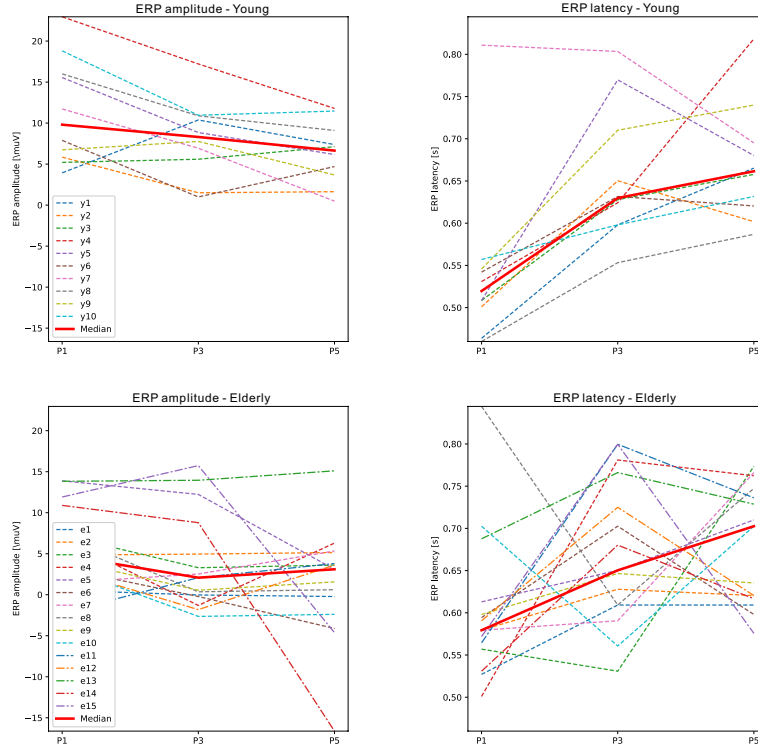 ERP amplitude - Young
ERP amplitude [\muV]
20
15
10
5
0
−5
−10
−15
P1
P3
P5
y1
y2
y3
y4
y5
y6
y7
y8
y9
y10
Median
ERP latency - Young
ERP latency [s]
0,80
0,75
0,70
0,65
0,60
0,55
0,50
P1
P3
P5
ERP amplitude - Elderly
ERP amplitude [\muV]
20
15
10
5
0
−5
−10
−15
P1
P3
P5
e1
e2
e3
e4
e5
e6
e7
e8
e9
e10
e11
e12
e13
e14
e15
Median
ERP latency - Elderly
ERP latency [s]
0,80
0,75
0,70
0,65
0,60
0,55
0,50
P1
P3
P5